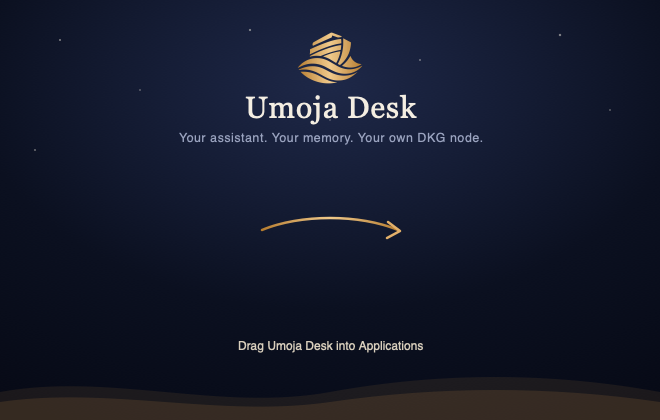 Umoja Desk
Your assistant. Your memory. Your own DKG node.
Drag Umoja Desk into Applications